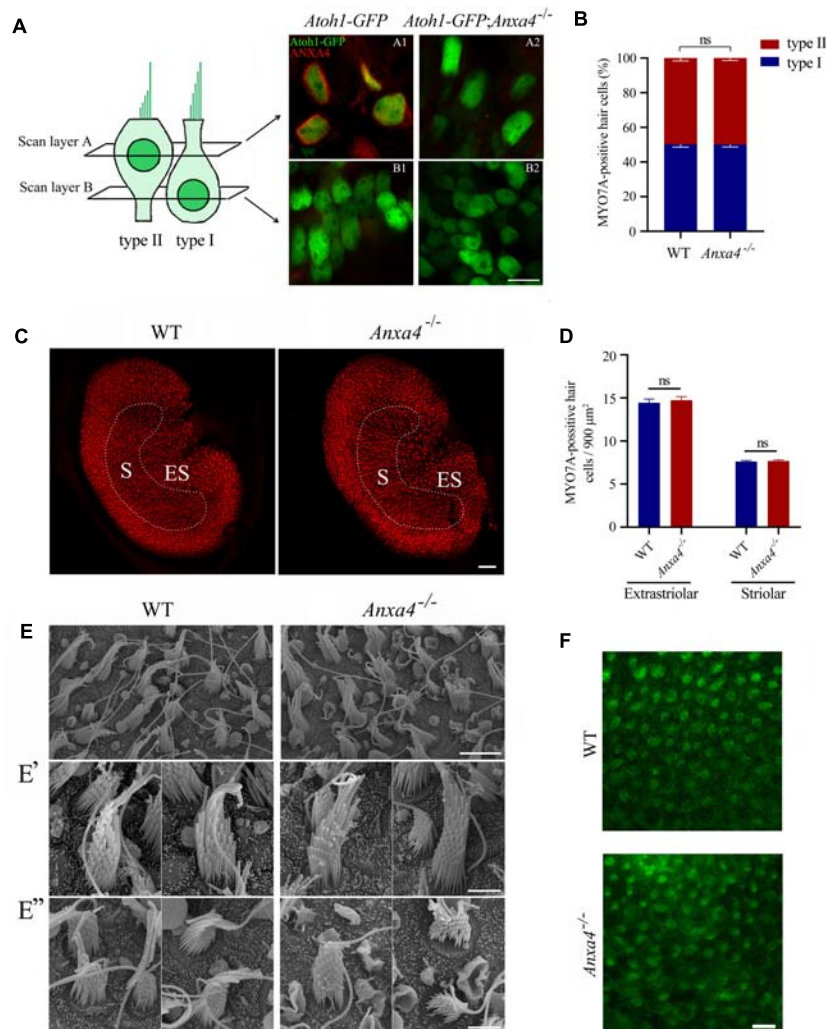 A
Atoh1-GFP
Atoh1-GFP;Anxa4-/-
Atoh1-GFP
ANXA4
A1
A2
Scan layer A
Scan layer B
B1
B2
type II
type I
B
ns
type II
type I
MYO7A-positive hair cells (%)
100
80
60
40
20
0
WT
Anxa4-/-
C
WT
Anxa4-/-
S
ES
S
ES
D
MYO7A-possitive hair
cells / 900 µm²
20
15
10
5
0
ns
ns
WT
Anxa4-/-
WT
Anxa4-/-
Extrastriolar
Striolar
E
WT
Anxa4-/-
E'
E"
F
WT
Anxa4-/-